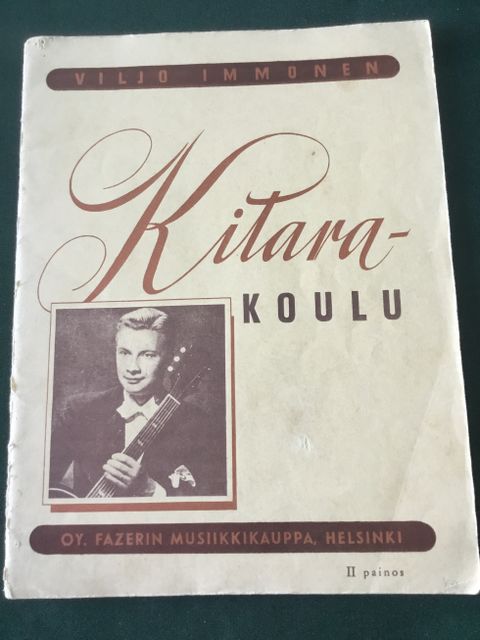 VILJO IMMONEN
Kitara-
KOULU
OY. FAZERIN MUSIIKKIKAUPPA, HELSINKI
II painos